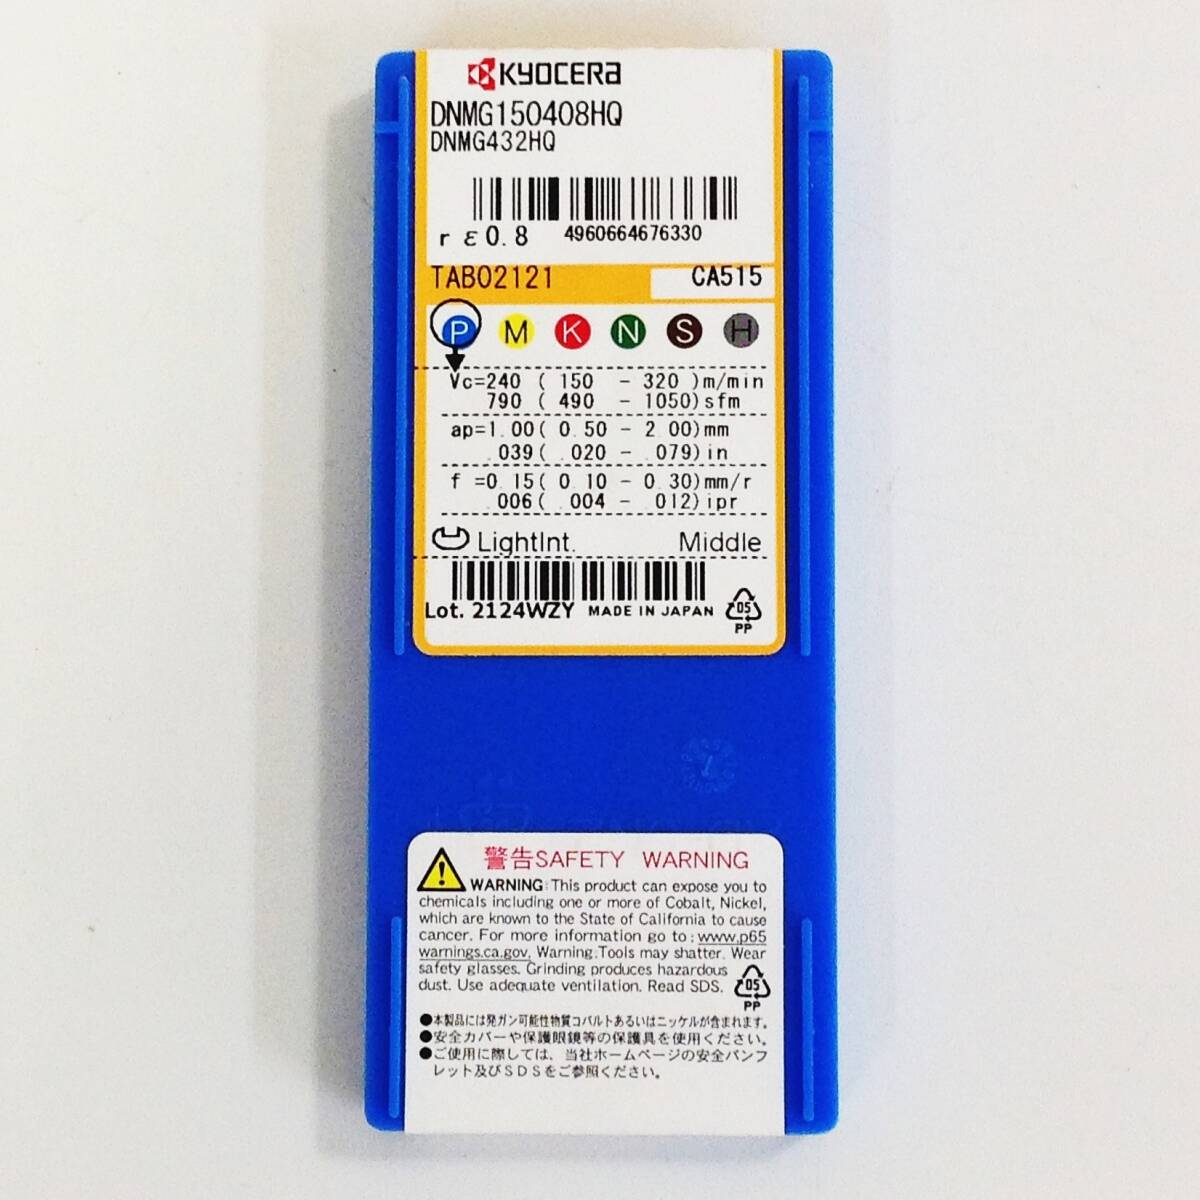 KYOCERA
DNMG150408HQ
DNMG432HQ
rε0.8 4960664676330
TAB02121 CA515
P M K N S H
Vc=240 ( 150 - 320 )m/min
790 ( 490 - 1050)sfm
ap=1.00( 0.50 - 2.00)mm
.039( .020 - .079)in
f =0.15( 0.10 - 0.30)mm/r
.006( .004 - .012)ipr
LightInt. Middle
Lot. 2124WZY MADE IN JAPAN 05
PP
警告SAFETY WARNING
WARNING: This product can expose you to
chemicals including one or more of Cobalt, Nickel,
which are known to the State of California to cause
cancer. For more information go to: www.p65
warnings.ca.gov, Warning:Tools may shatter. Wear
safety glasses. Grinding produces hazardous
dust. Use adequate ventilation. Read SDS. 05
PP
●本製品には発ガン可能性物質コバルトあるいはニッケルが含まれます。
●安全カバーや保護眼鏡等の保護具を使用ください。
●ご使用に際しては、当社ホームページの安全パンフ
レット及びSDSをご参照ください。